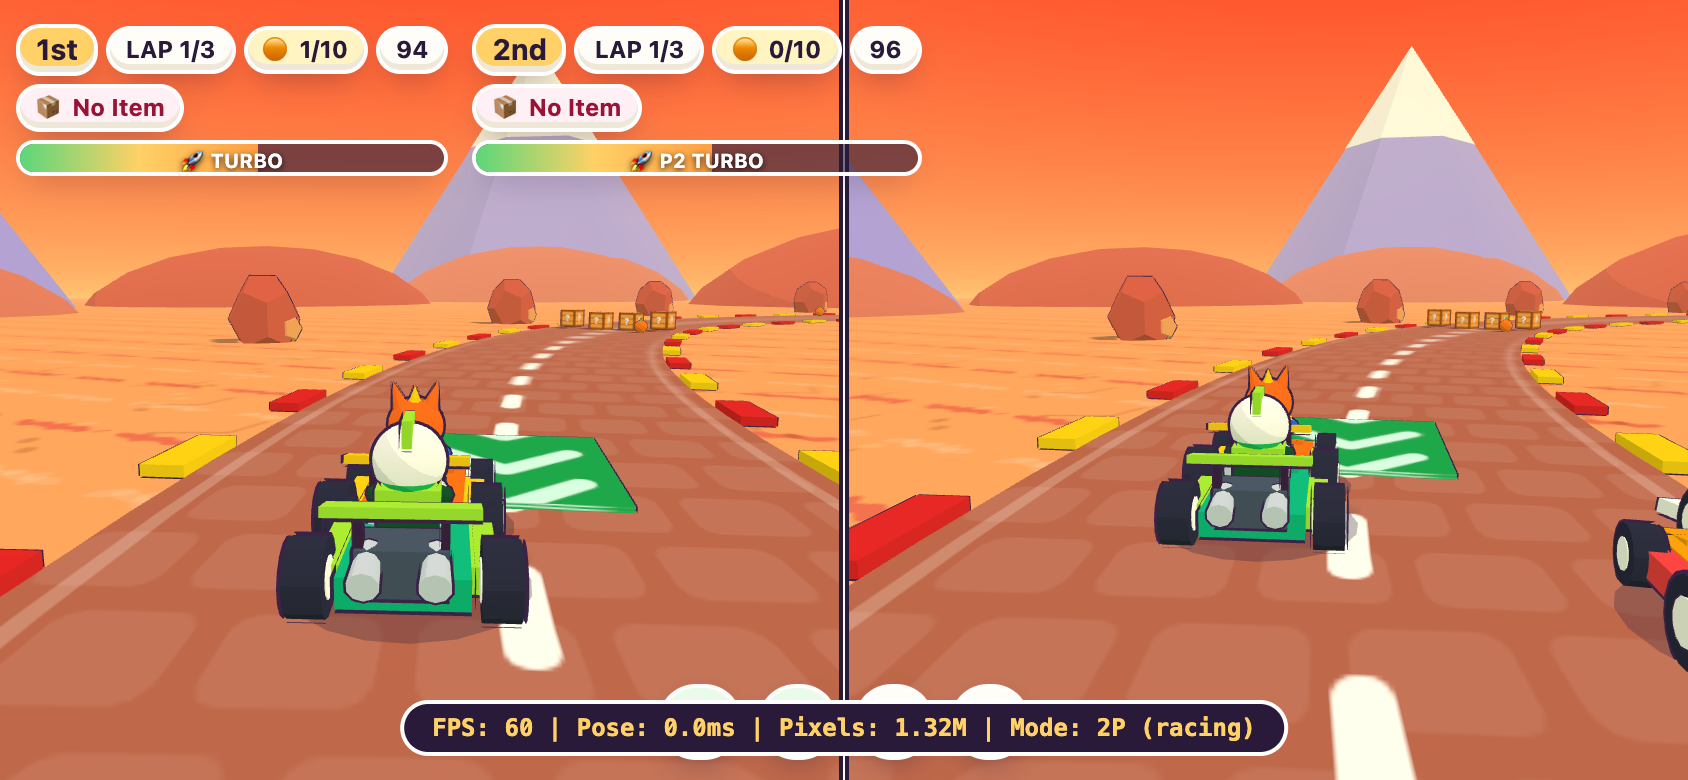 1st LAP 1/3 1/10 94
No Item
TURBO
2nd LAP 1/3 0/10 96
No Item
P2 TURBO
FPS: 60 | Pose: 0.0ms | Pixels: 1.32M | Mode: 2P (racing)